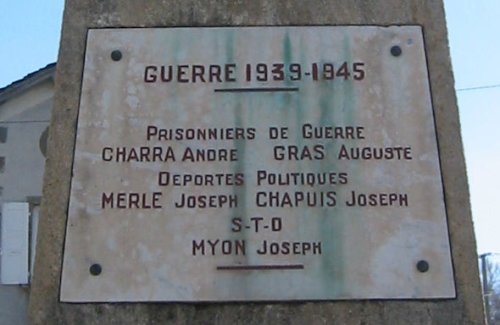 GUERRE 1939-1945
PRISONNIERS DE GUERRE
CHARRA ANDRE GRAS AUGUSTE
DEPORTES POLITIQUES
MERLE JOSEPH CHAPUIS JOSEPH
S-T-O
MYON JOSEPH